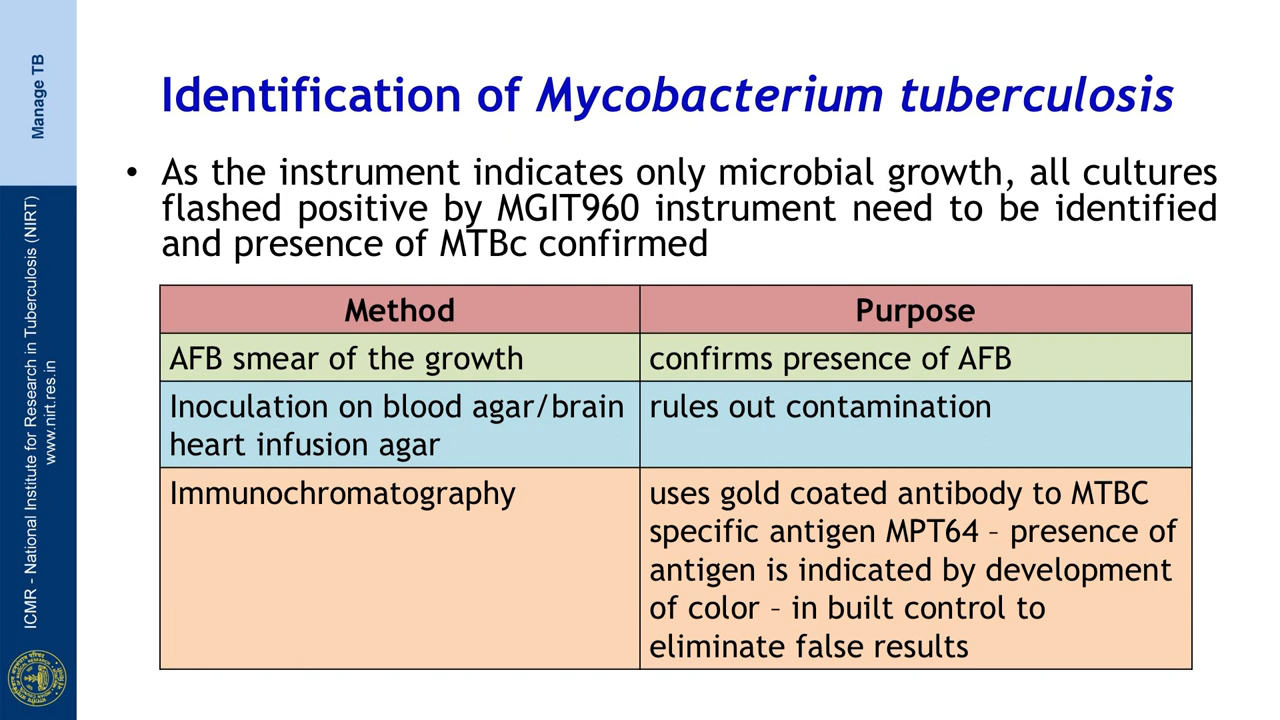 Manage TB
ICMR - National Institute for Research in Tuberculosis (NIRT)
www.nirt.res.in
Identification of Mycobacterium tuberculosis
• As the instrument indicates only microbial growth, all cultures
flashed positive by MGIT960 instrument need to be identified
and presence of MTBc confirmed
Method
Purpose
AFB smear of the growth
confirms presence of AFB
Inoculation on blood agar/brain
heart infusion agar
rules out contamination
Immunochromatography
uses gold coated antibody to MTBC
specific antigen MPT64 – presence of
antigen is indicated by development
of color – in built control to
eliminate false results